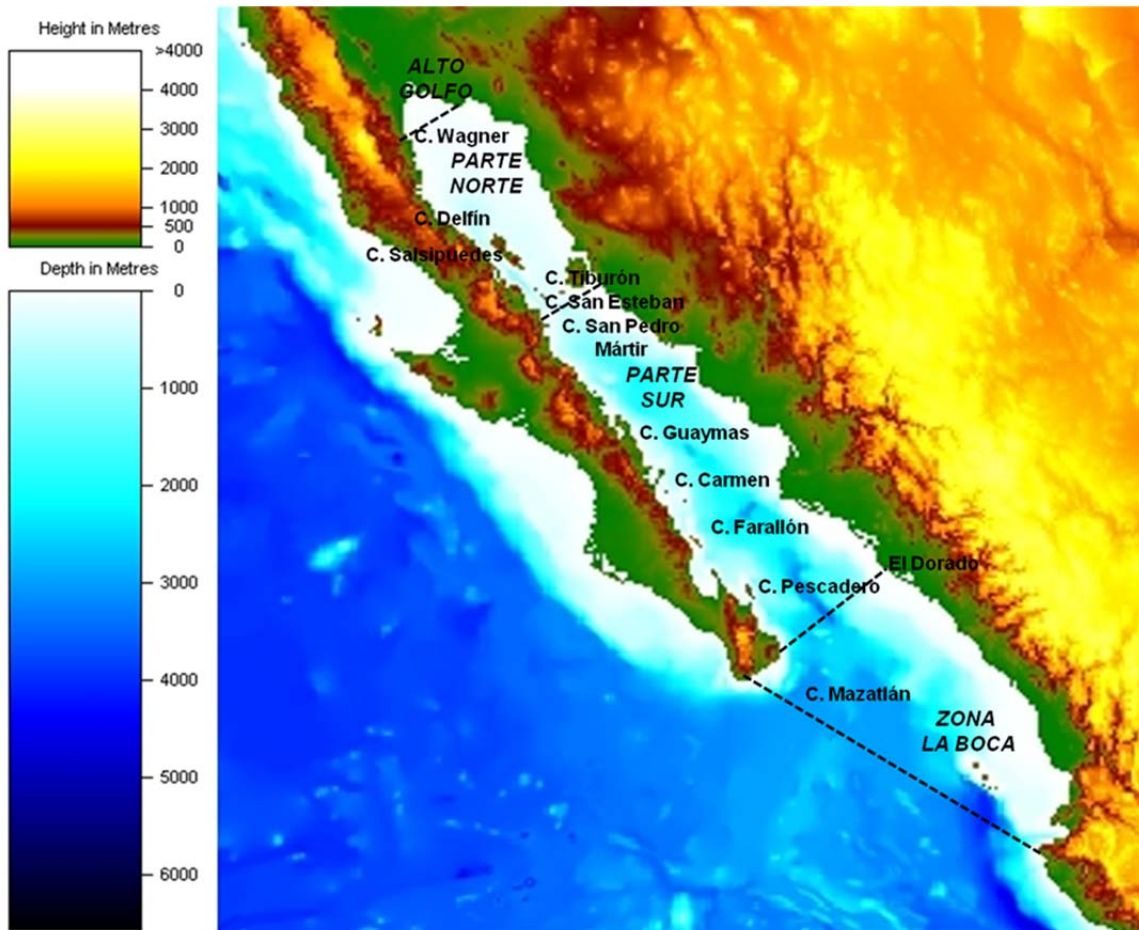 Height in Metres
>4000
4000
3000
2000
1000
500
0
Depth in Metres
0
1000
2000
3000
4000
5000
6000
ALTO
GOLFO
C. Wagner
PARTE
NORTE
C. Delfín
C. Salsipuedes
C. Tiburón
C. San Esteban
C. San Pedro
Mártir
PARTE
SUR
C. Guaymas
C. Carmen
C. Farallón
El Dorado
C. Pescadero
C. Mazatlán
ZONA
LA BOCA